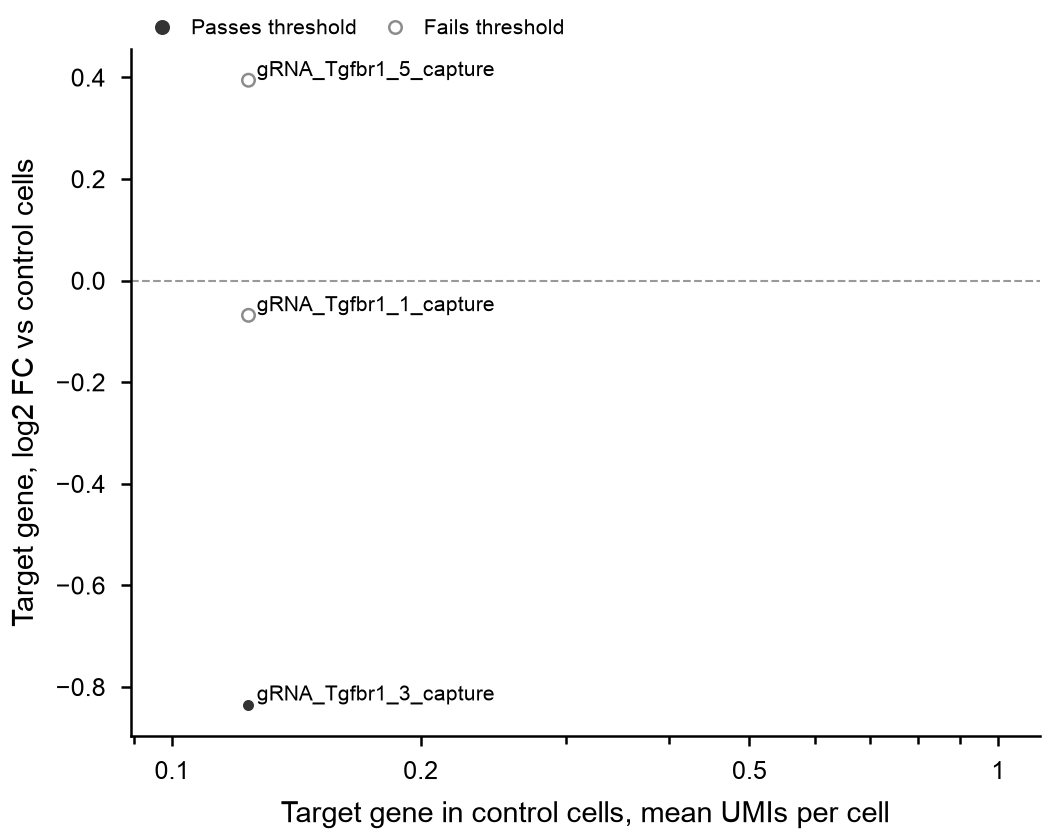 Passes threshold Fails threshold
gRNA_Tgfbr1_5_capture
0.4
0.2
0.0
gRNA_Tgfbr1_1_capture
−0.2
−0.4
−0.6
gRNA_Tgfbr1_3_capture
−0.8
Target gene, log2 FC vs control cells
0.1 0.2 0.5 1
Target gene in control cells, mean UMIs per cell